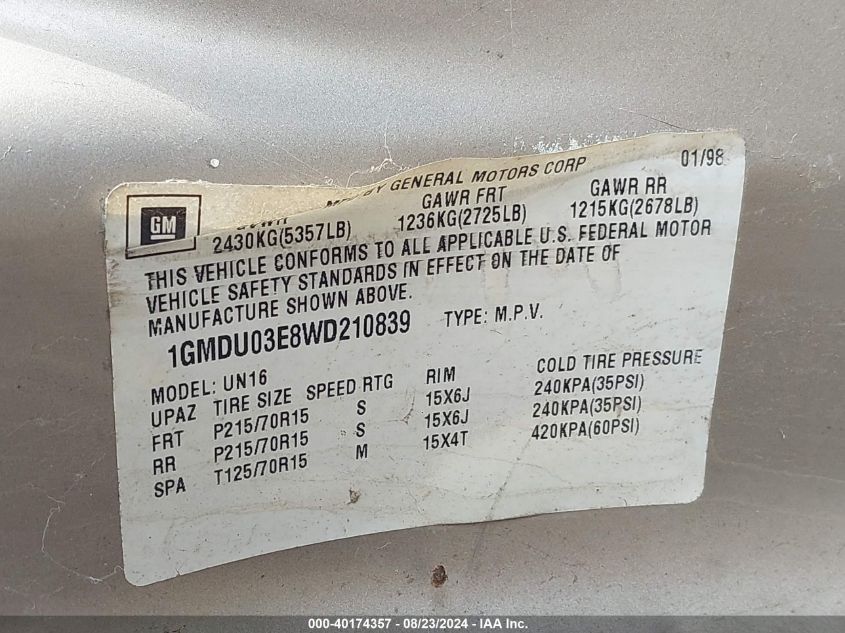 MFD BY GENERAL MOTORS CORP 01/98
GM
GVWR GAWR FRT GAWR RR
2430KG(5357LB) 1236KG(2725LB) 1215KG(2678LB)
THIS VEHICLE CONFORMS TO ALL APPLICABLE U.S. FEDERAL MOTOR
VEHICLE SAFETY STANDARDS IN EFFECT ON THE DATE OF
MANUFACTURE SHOWN ABOVE.
1GMDU03E8WD210839 TYPE: M.P.V.
MODEL: UN16
UPAZ TIRE SIZE SPEED RTG RIM COLD TIRE PRESSURE
FRT P215/70R15 S 15X6J 240KPA(35PSI)
RR P215/70R15 S 15X6J 240KPA(35PSI)
SPA T125/70R15 M 15X4T 420KPA(60PSI)
000-40174357 - 08/23/2024 - IAA Inc.